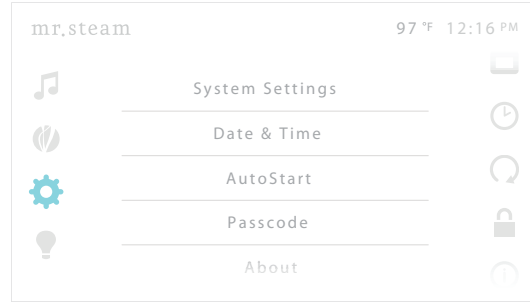 mr.steam 97 °F 12:16 PM
System Settings
Date & Time
AutoStart
Passcode
About